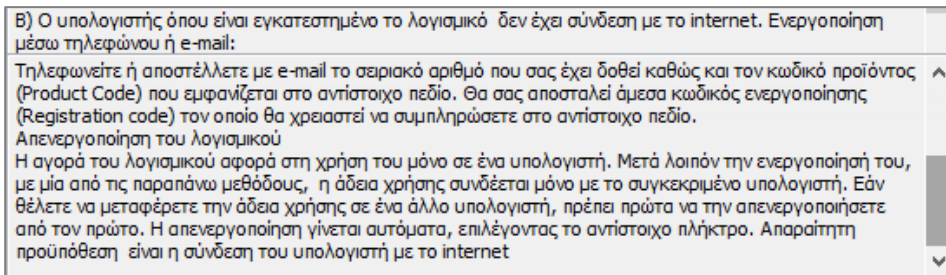 Β) Ο υπολογιστής όπου είναι εγκατεστημένο το λογισμικό  δεν έχει σύνδεση με το internet. Ενεργοποίηση
μέσω τηλεφώνου ή e-mail:
Τηλεφωνείτε ή αποστέλλετε με e-mail το σειριακό αριθμό που σας έχει δοθεί καθώς και τον κωδικό προϊόντος
(Product Code) που εμφανίζεται στο αντίστοιχο πεδίο. Θα σας αποσταλεί άμεσα κωδικός ενεργοποίησης
(Registration code) τον οποίο θα χρειαστεί να συμπληρώσετε στο αντίστοιχο πεδίο.
Απενεργοποίηση του λογισμικού
Η αγορά του λογισμικού αφορά στη χρήση του μόνο σε ένα υπολογιστή. Μετά λοιπόν την ενεργοποίησή του,
με μία από τις παραπάνω μεθόδους,  η άδεια χρήσης συνδέεται μόνο με το συγκεκριμένο υπολογιστή. Εάν
θέλετε να μεταφέρετε την άδεια χρήσης σε ένα άλλο υπολογιστή, πρέπει πρώτα να την απενεργοποιήσετε
από τον πρώτο. Η απενεργοποίηση γίνεται αυτόματα, επιλέγοντας το αντίστοιχο πλήκτρο. Απαραίτητη
προϋπόθεση  είναι η σύνδεση του υπολογιστή με το internet